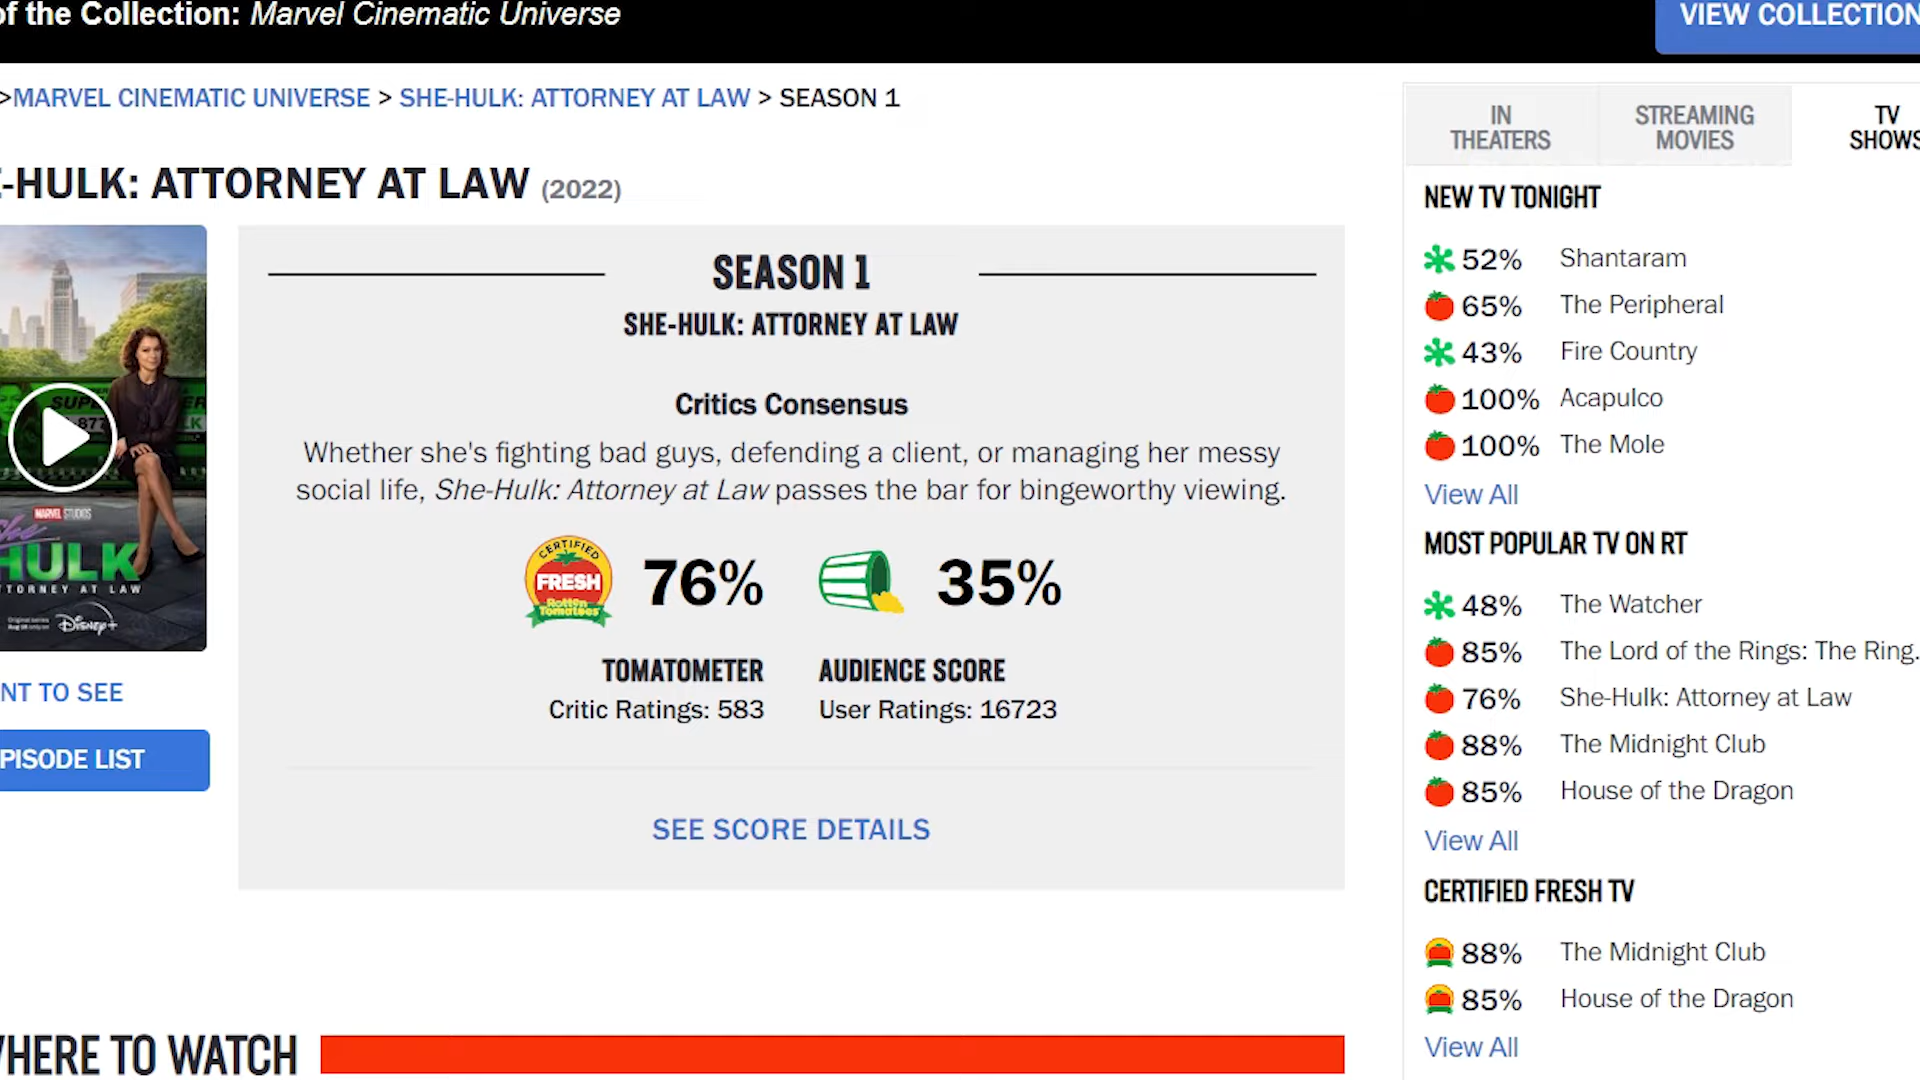 of the Collection: Marvel Cinematic Universe
VIEW COLLECTION
>MARVEL CINEMATIC UNIVERSE > SHE-HULK: ATTORNEY AT LAW > SEASON 1
-HULK: ATTORNEY AT LAW (2022)
MARVEL STUDIOS
HULK
ATTORNEY AT LAW
Disney+
NT TO SEE
PISODE LIST
SEASON 1
SHE-HULK: ATTORNEY AT LAW
Critics Consensus
Whether she's fighting bad guys, defending a client, or managing her messy
social life, She-Hulk: Attorney at Law passes the bar for bingeworthy viewing.
CERTIFIED
FRESH
Rotten
Tomatoes
76%
35%
TOMATOMETER
AUDIENCE SCORE
Critic Ratings: 583
User Ratings: 16723
SEE SCORE DETAILS
WHERE TO WATCH
IN
THEATERS
STREAMING
MOVIES
TV
SHOWS
NEW TV TONIGHT
52% Shantaram
65% The Peripheral
43% Fire Country
100% Acapulco
100% The Mole
View All
MOST POPULAR TV ON RT
48% The Watcher
85% The Lord of the Rings: The Ring.
76% She-Hulk: Attorney at Law
88% The Midnight Club
85% House of the Dragon
View All
CERTIFIED FRESH TV
88% The Midnight Club
85% House of the Dragon
View All